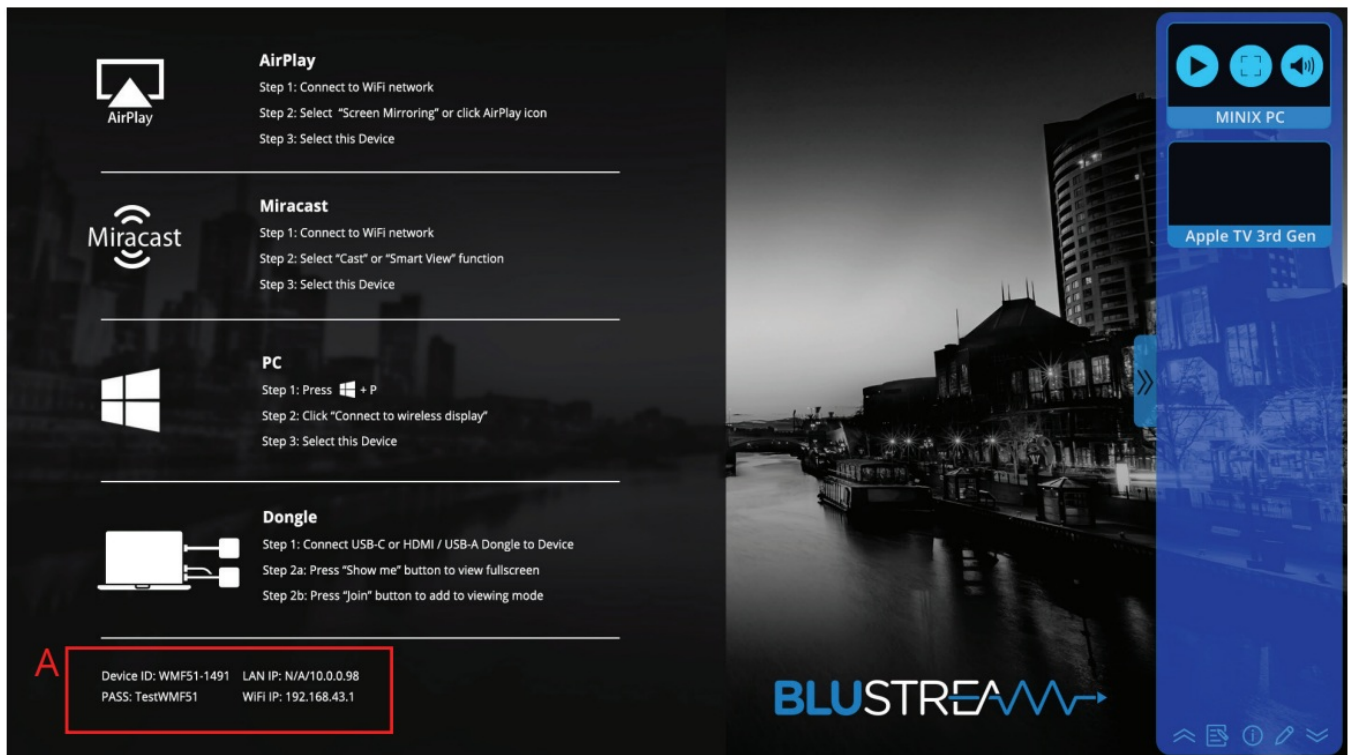 AirPlay
AirPlay
Step 1: Connect to WiFi network
Step 2: Select “Screen Mirroring” or click AirPlay icon
Step 3: Select this Device
Miracast
Miracast
Step 1: Connect to WiFi network
Step 2: Select “Cast” or “Smart View” function
Step 3: Select this Device
PC
Step 1: Press + P
Step 2: Click “Connect to wireless display”
Step 3: Select this Device
Dongle
Step 1: Connect USB-C or HDMI / USB-A Dongle to Device
Step 2a: Press “Show me” button to view fullscreen
Step 2b: Press “Join” button to add to viewing mode
A
Device ID: WMF51-1491 LAN IP: N/A/10.0.0.98
PASS: TestWMF51 WiFi IP: 192.168.43.1
BLUSTREAM
MINIX PC
Apple TV 3rd Gen